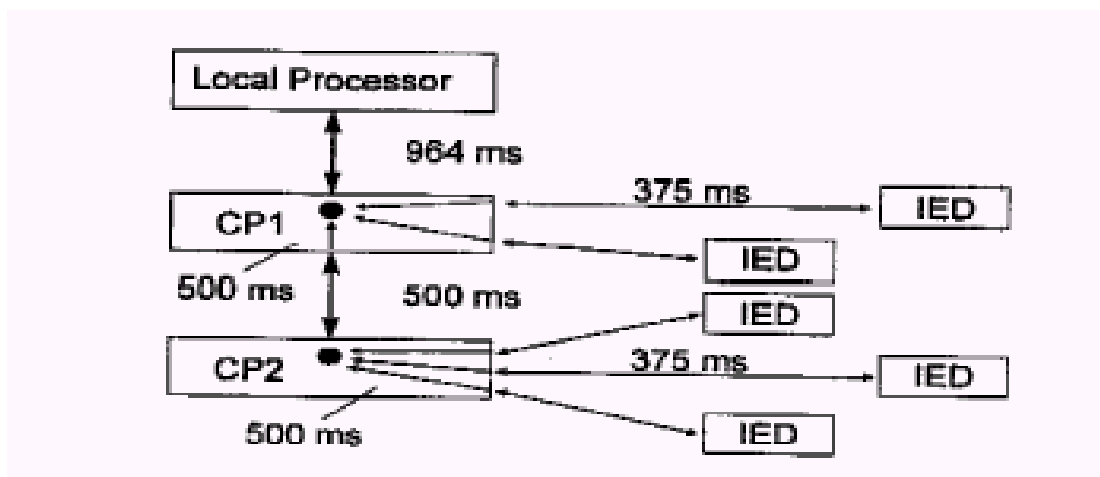 Local Processor
964 ms
375 ms
IED
CP1
IED
500 ms
500 ms
IED
CP2
375 ms
IED
500 ms
IED